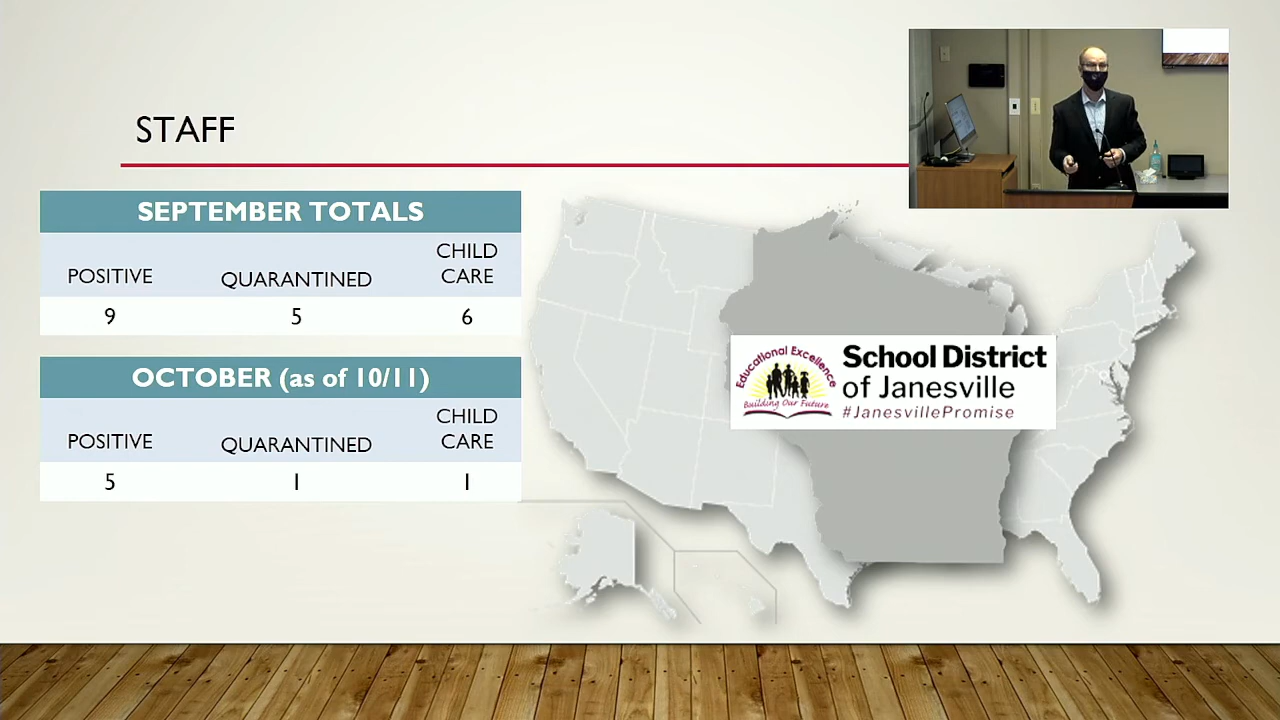 STAFF
SEPTEMBER TOTALS
POSITIVE QUARANTINED CHILD CARE
9 5 6
OCTOBER (as of 10/11)
POSITIVE QUARANTINED CHILD CARE
5 1 1
Educational Excellence
Building Our Future
School District
of Janesville
#JanesvillePromise